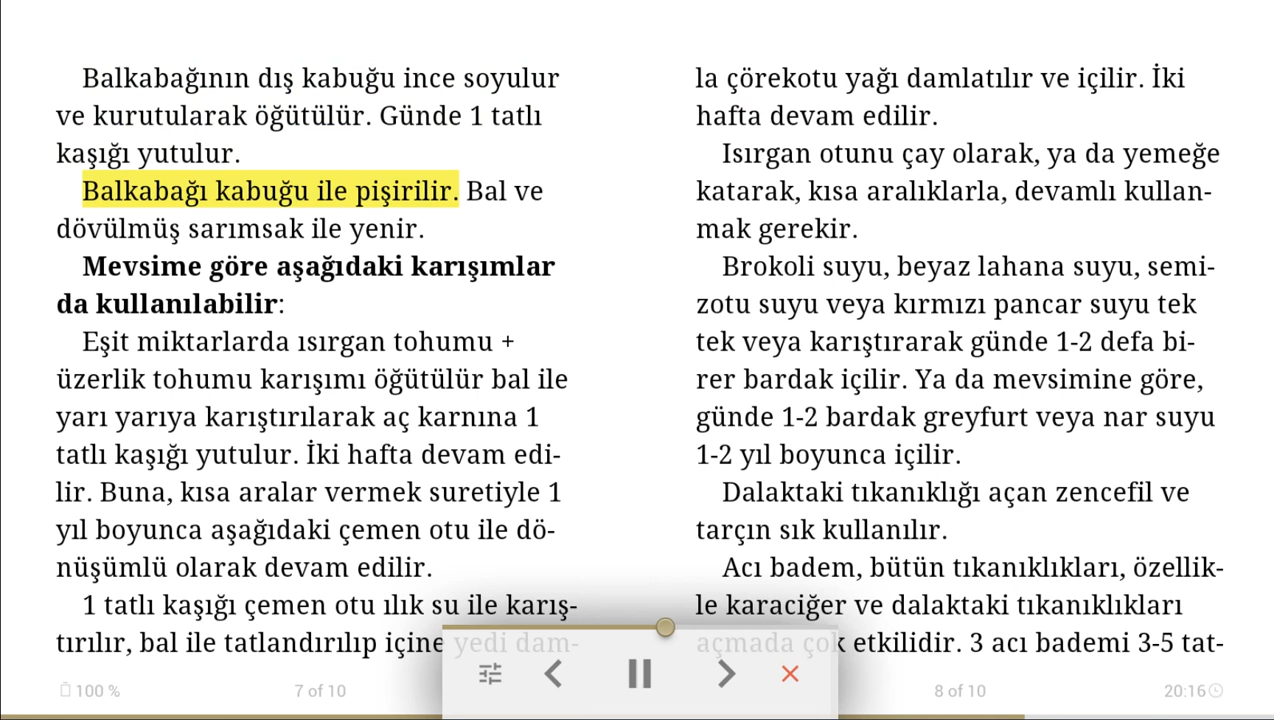 Balkabağının dış kabuğu ince soyulur
ve kurutularak öğütülür. Günde 1 tatlı
kaşığı yutulur.
Balkabağı kabuğu ile pişirilir. Bal ve
dövülmüş sarımsak ile yenir.
Mevsime göre aşağıdaki karışımlar
da kullanılabilir:
Eşit miktarlarda ısırgan tohumu +
üzerlik tohumu karışımı öğütülür bal ile
yarı yarıya karıştırılarak aç karnına 1
tatlı kaşığı yutulur. İki hafta devam edi-
lir. Buna, kısa aralar vermek suretiyle 1
yıl boyunca aşağıdaki çemen otu ile dö-
nüşümlü olarak devam edilir.
1 tatlı kaşığı çemen otu ılık su ile karış-
tırılır, bal ile tatlandırılıp içine yedi dam-
la çörekotu yağı damlatılır ve içilir. İki
hafta devam edilir.
Isırgan otunu çay olarak, ya da yemeğe
katarak, kısa aralıklarla, devamlı kullan-
mak gerekir.
Brokoli suyu, beyaz lahana suyu, semi-
zotu suyu veya kırmızı pancar suyu tek
tek veya karıştırarak günde 1-2 defa bi-
rer bardak içilir. Ya da mevsimine göre,
günde 1-2 bardak greyfurt veya nar suyu
1-2 yıl boyunca içilir.
Dalaktaki tıkanıklığı açan zencefil ve
tarçın sık kullanılır.
Acı badem, bütün tıkanıklıkları, özellik-
le karaciğer ve dalaktaki tıkanıklıkları
açmada çok etkilidir. 3 acı bademi 3-5 tat-
100 %
7 of 10
8 of 10
20:16